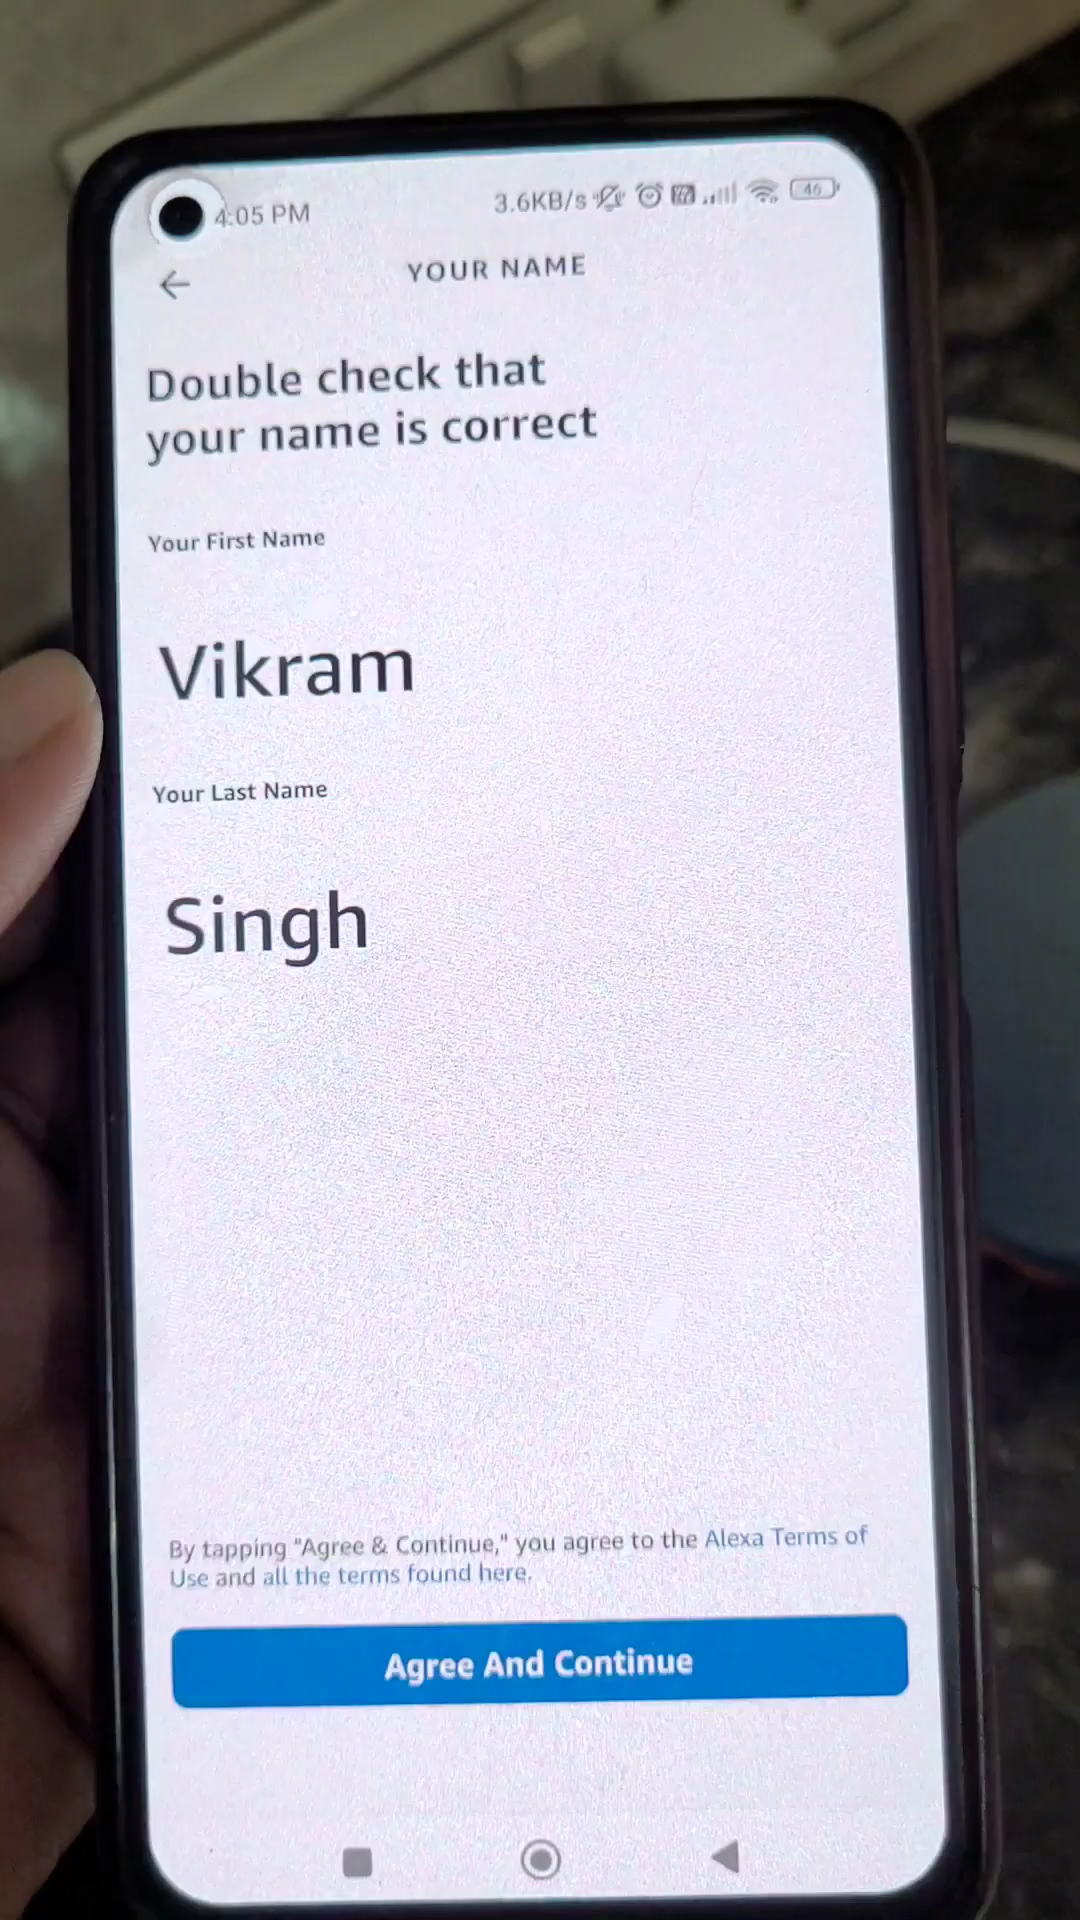 4:05 PM 3.6KB/s 46
YOUR NAME
Double check that
your name is correct
Your First Name
Vikram
Your Last Name
Singh
By tapping "Agree & Continue," you agree to the Alexa Terms of
Use and all the terms found here.
Agree And Continue